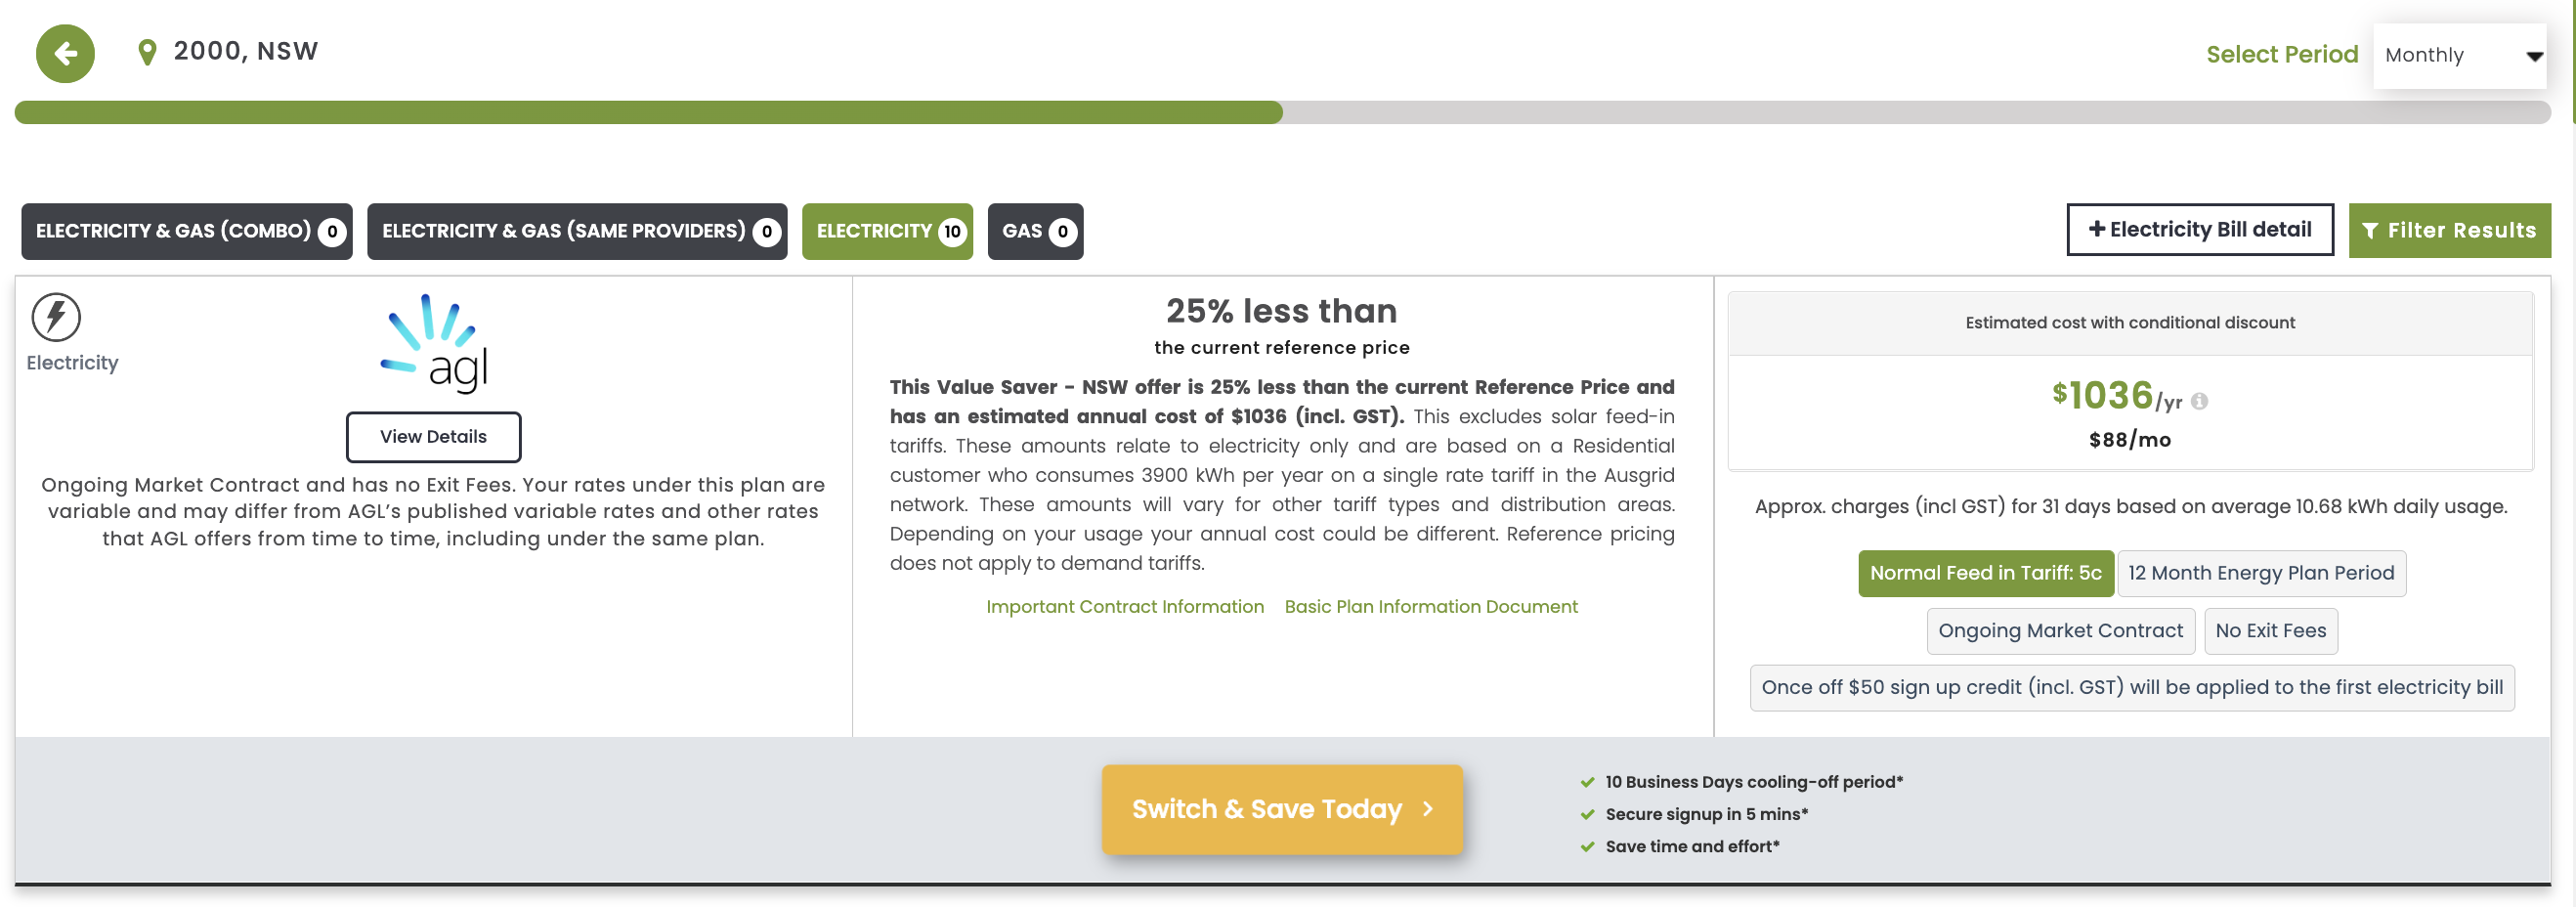 2000, NSW
Select Period
Monthly
ELECTRICITY & GAS (COMBO) 0
ELECTRICITY & GAS (SAME PROVIDERS) 0
ELECTRICITY 10
GAS 0
Electricity Bill detail
Filter Results
Electricity
agl
View Details
Ongoing Market Contract and has no Exit Fees. Your rates under this plan are
variable and may differ from AGL’s published variable rates and other rates
that AGL offers from time to time, including under the same plan.
25% less than
the current reference price
This Value Saver - NSW offer is 25% less than the current Reference Price and
has an estimated annual cost of $1036 (incl. GST). This excludes solar feed-in
tariffs. These amounts relate to electricity only and are based on a Residential
customer who consumes 3900 kWh per year on a single rate tariff in the Ausgrid
network. These amounts will vary for other tariff types and distribution areas.
Depending on your usage your annual cost could be different. Reference pricing
does not apply to demand tariffs.
Important Contract Information
Basic Plan Information Document
Estimated cost with conditional discount
$1036/yr
$88/mo
Approx. charges (incl GST) for 31 days based on average 10.68 kWh daily usage.
Normal Feed in Tariff: 5c
12 Month Energy Plan Period
Ongoing Market Contract
No Exit Fees
Once off $50 sign up credit (incl. GST) will be applied to the first electricity bill
Switch & Save Today
10 Business Days cooling-off period*
Secure signup in 5 mins*
Save time and effort*